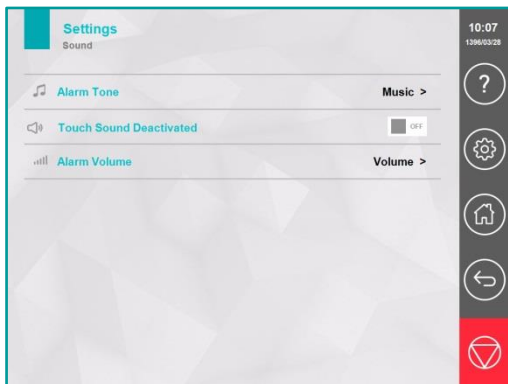 Settings
Sound
10:07
1396/03/28
Alarm Tone
Music >
Touch Sound Deactivated
OFF
Alarm Volume
Volume >
?